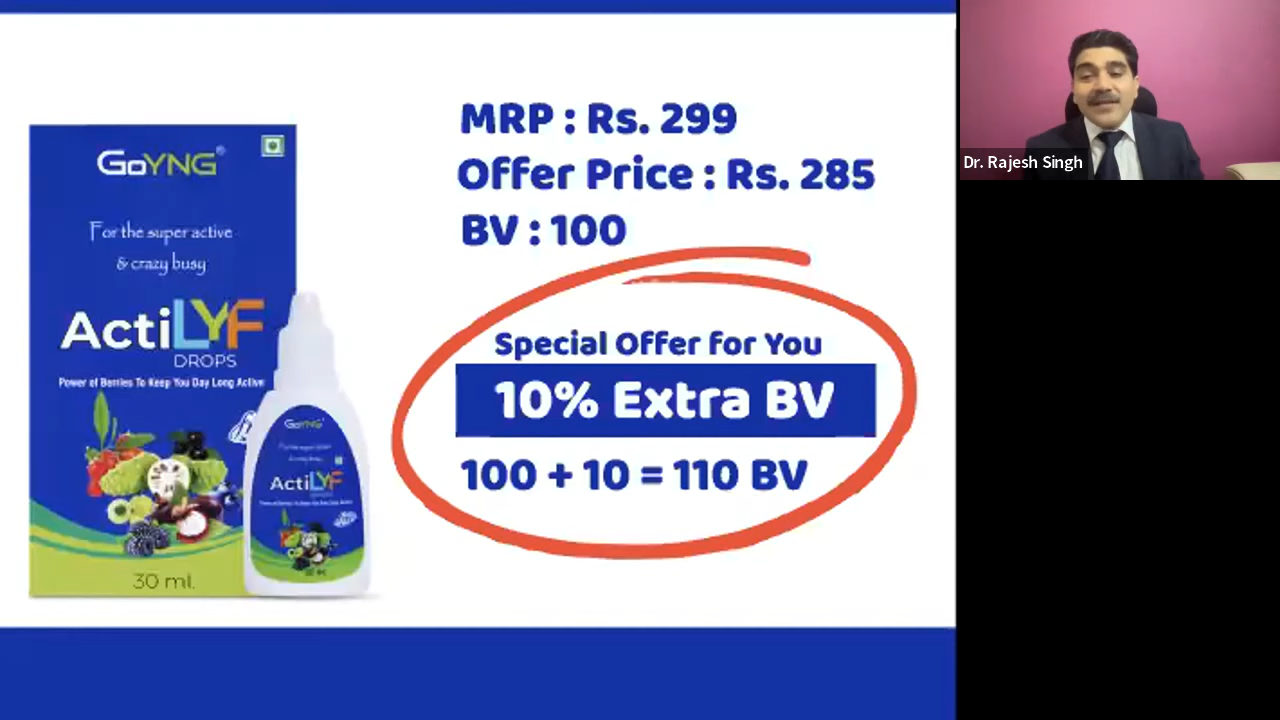 GoYNG®
For the super active
& crazy busy
ActiLYF
DROPS
Power of Berries To Keep You Day Long Active
30 ml.
GoYNG
ActiLYF
MRP : Rs. 299
Offer Price : Rs. 285
BV : 100
Special Offer for You
10% Extra BV
100 + 10 = 110 BV
Dr. Rajesh Singh